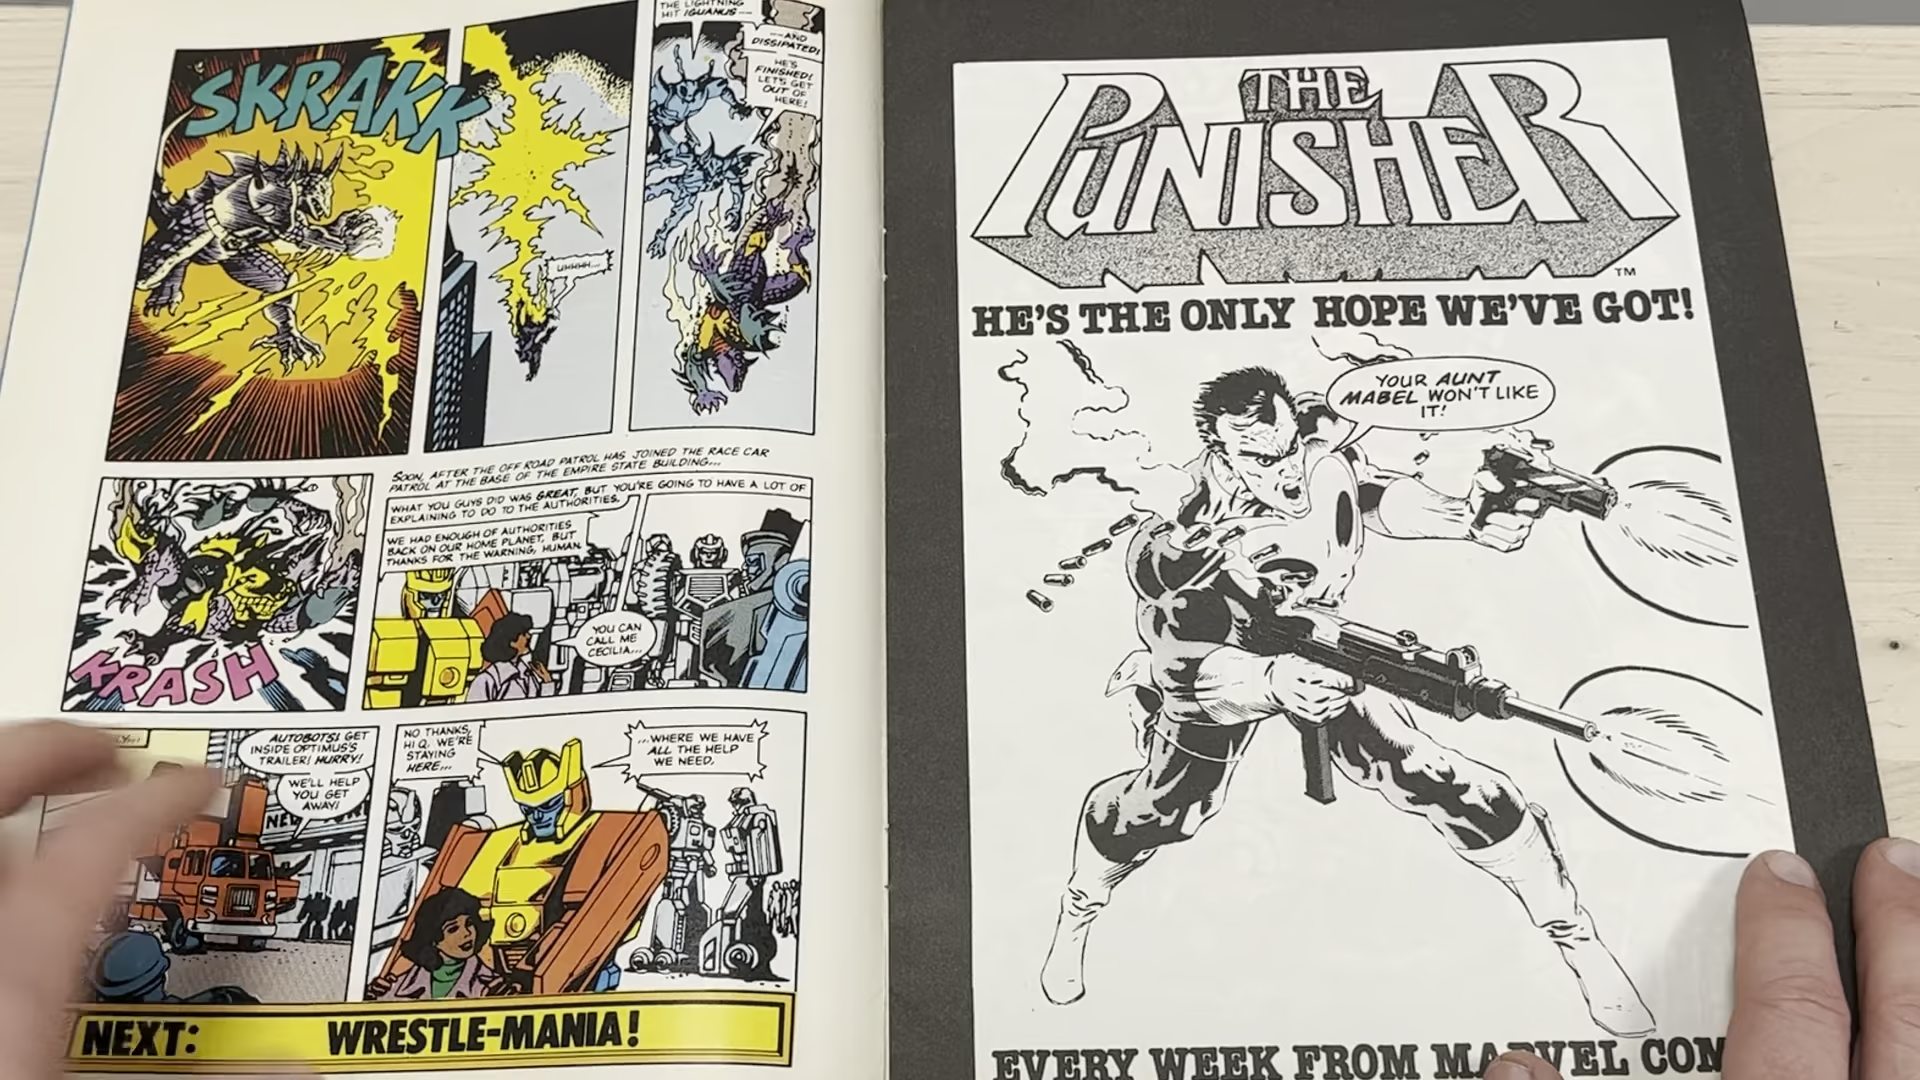 THE LIGHTNING
HIT IGUANUS—
—AND
DISSIPATED!
HE'S
FINISHED!
LET'S GET
OUT OF
HERE!
SKRAKK
UHHHH...
SOON, AFTER THE OFF ROAD PATROL HAS JOINED THE RACE CAR
PATROL AT THE BASE OF THE EMPIRE STATE BUILDING...
WHAT YOU GUYS DID WAS GREAT, BUT YOU'RE GOING TO HAVE A LOT OF
EXPLAINING TO DO TO THE AUTHORITIES.
WE HAD ENOUGH OF AUTHORITIES
BACK ON OUR HOME PLANET, BUT
THANKS FOR THE WARNING, HUMAN.
YOU CAN
CALL ME
CECILIA...
KRASH
AUTOBOTS! GET
INSIDE OPTIMUS'S
TRAILER! HURRY!
WE'LL HELP
YOU GET
AWAY!
NO THANKS,
HI Q. WE'RE
STAYING
HERE...
...WHERE WE HAVE
ALL THE HELP
WE NEED.
NEXT: WRESTLE-MANIA!
THE
PUNISHER
TM
HE'S THE ONLY HOPE WE'VE GOT!
YOUR AUNT
MABEL WON'T LIKE
IT!
EVERY WEEK FROM MARVEL COM